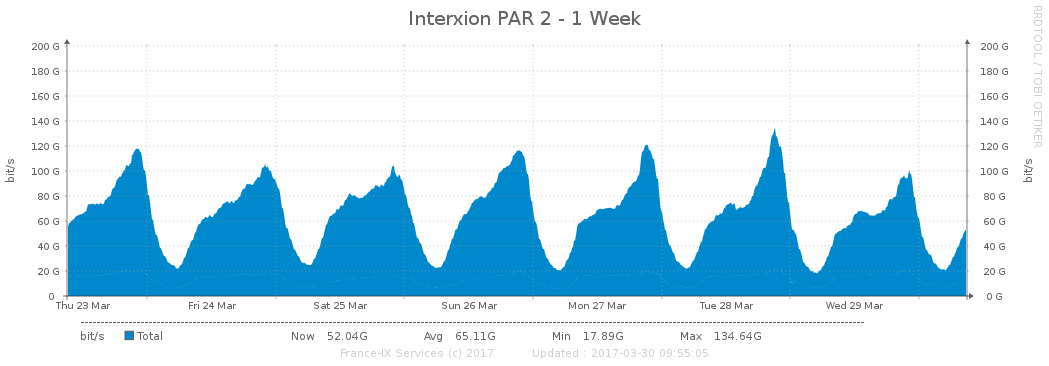 Interxion PAR 2 - 1 Week
RRDTOOL / TOBI OETIKER
bit/s
bit/s
200 G 200 G
180 G 180 G
160 G 160 G
140 G 140 G
120 G 120 G
100 G 100 G
80 G 80 G
60 G 60 G
40 G 40 G
20 G 20 G
0 0 G
Thu 23 Mar Fri 24 Mar Sat 25 Mar Sun 26 Mar Mon 27 Mar Tue 28 Mar Wed 29 Mar
bit/s Total Now 52.04G Avg 65.11G Min 17.89G Max 134.64G
France-IX Services (c) 2017 Updated : 2017-03-30 09:55:05